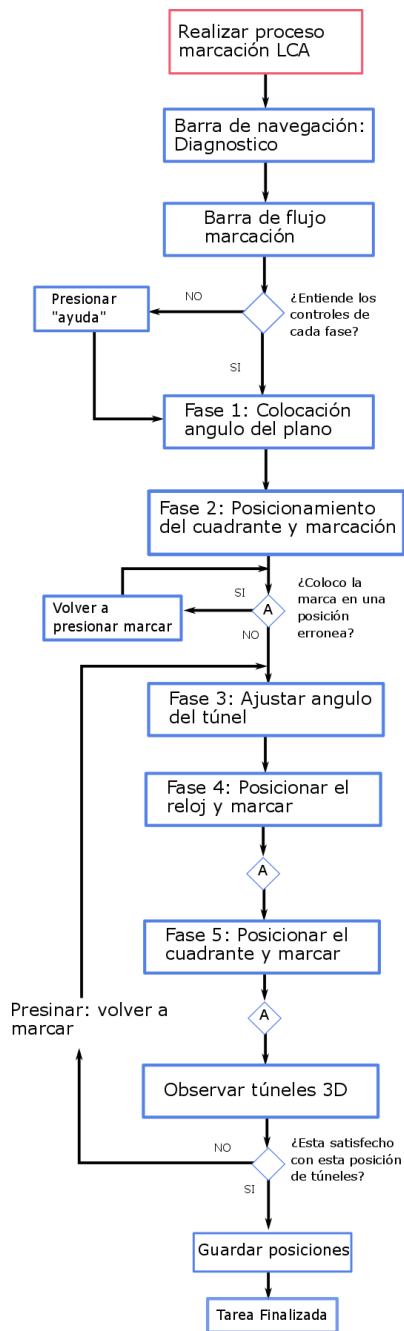 Realizar proceso
marcación LCA
Barra de navegación:
Diagnostico
Barra de flujo
marcación
¿Entiende los
controles de
cada fase?
NO
Presionar
"ayuda"
SI
Fase 1: Colocación
angulo del plano
Fase 2: Posicionamiento
del cuadrante y marcación
¿Coloco la
marca en una
posición
erronea?
SI
A
Volver a
presionar marcar
NO
Fase 3: Ajustar angulo
del túnel
Fase 4: Posicionar el
reloj y marcar
A
Fase 5: Posicionar el
cuadrante y marcar
A
Presinar: volver a
marcar
Observar túneles 3D
¿Esta satisfecho
con esta posición
de túneles?
NO
SI
Guardar posiciones
Tarea Finalizada